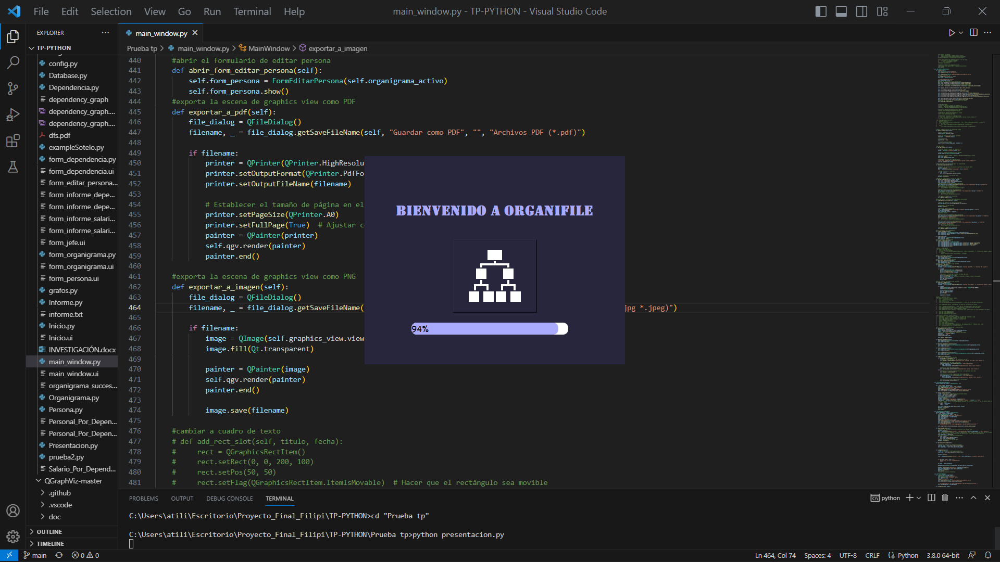 File Edit Selection View Go Run Terminal Help
main_window.py - TP-PYTHON - Visual Studio Code
EXPLORER
TP-PYTHON
config.py
Database.py
Dependencia.py
dependency_graph
dependency_graph....
dependency_graph....
dfs.pdf
exampleSotelo.py
form_dependencia.py
form_dependencia.ui
form_editar_persona...
form_informe_depe...
form_informe_depe...
form_informe_salari...
form_informe_salari...
form_jefe.ui
form_organigrama.py
form_organigrama.ui
form_persona.ui
grafos.py
Informe.py
informe.txt
Inicio.py
Inicio.ui
INVESTIGACIÓN.docx
main_window.py
main_window.ui
organigrama_succes...
Organigrama.py
Persona.py
Personal_Por_Depen...
Personal_Por_Depen...
Presentacion.py
prueba2.py
Salario_Por_Depend...
QGraphViz-master
.github
.vscode
doc
OUTLINE
TIMELINE
main_window.py
Prueba tp > main_window.py > MainWindow > exportar_a_imagen
440 #abrir el formulario de editar persona
441 def abrir_form_editar_persona(self):
442 self.form_persona = FormEditarPersona(self.organigrama_activo)
443 self.form_persona.show()
444 #exporta la escena de graphics view como PDF
445 def exportar_a_pdf(self):
446 file_dialog = QFileDialog()
447 filename, _ = file_dialog.getSaveFileName(self, "Guardar como PDF", "", "Archivos PDF (*.pdf)")
448
449 if filename:
450 printer = QPrinter(QPrinter.HighResolut
451 printer.setOutputFormat(QPrinter.PdfFo
452 printer.setOutputFileName(filename)
453
454 # Establecer el tamaño de página en el
455 printer.setPageSize(QPrinter.A0)
456 printer.setFullPage(True) # Ajustar c
457 painter = QPainter(printer)
458 self.qgv.render(painter)
459 painter.end()
460
461 #exporta la escena de graphics view como PNG
462 def exportar_a_imagen(self):
463 file_dialog = QFileDialog()
464 filename, _ = file_dialog.getSaveFileName( jpg *.jpeg)")
465
466 if filename:
467 image = QImage(self.graphics_view.view
468 image.fill(Qt.transparent)
469
470 painter = QPainter(image)
471 self.qgv.render(painter)
472 painter.end()
473
474 image.save(filename)
475
476 #cambiar a cuadro de texto
477 # def add_rect_slot(self, titulo, fecha):
478 # rect = QGraphicsRectItem()
479 # rect.setRect(0, 0, 200, 100)
480 # rect.setPos(50, 50)
481 # rect.setFlag(QGraphicsRectItem.ItemIsMovable) # Hacer que el rectángulo sea movible
BIENVENIDO A ORGANIFILE
94%
PROBLEMS OUTPUT DEBUG CONSOLE TERMINAL
python
C:\Users\atili\Escritorio\Proyecto_Final_Filipi\TP-PYTHON>cd "Prueba tp"
C:\Users\atili\Escritorio\Proyecto_Final_Filipi\TP-PYTHON\Prueba tp>python presentacion.py
main 0 0
Ln 464, Col 74 Spaces: 4 UTF-8 CRLF Python 3.8.0 64-bit